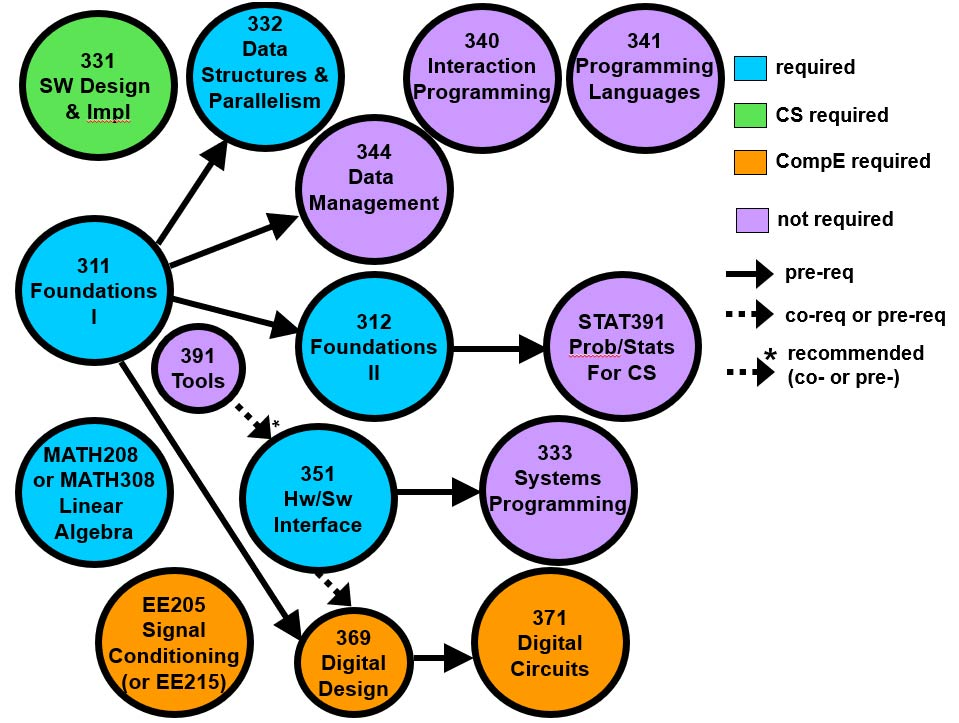 331
SW Design
& Impl
332
Data
Structures &
Parallelism
340
Interaction
Programming
341
Programming
Languages
required
CS required
CompE required
not required
pre-req
co-req or pre-req
* recommended
(co- or pre-)
344
Data
Management
311
Foundations
I
312
Foundations
II
STAT391
Prob/Stats
For CS
391
Tools
*
MATH208
or MATH308
Linear
Algebra
351
Hw/Sw
Interface
333
Systems
Programming
EE205
Signal
Conditioning
(or EE215)
369
Digital
Design
371
Digital
Circuits